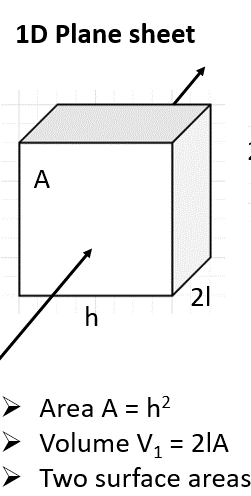 1D Plane sheet
A
2l
h
➢ Area A = h²
➢ Volume V₁ = 2lA
➢ Two surface areas